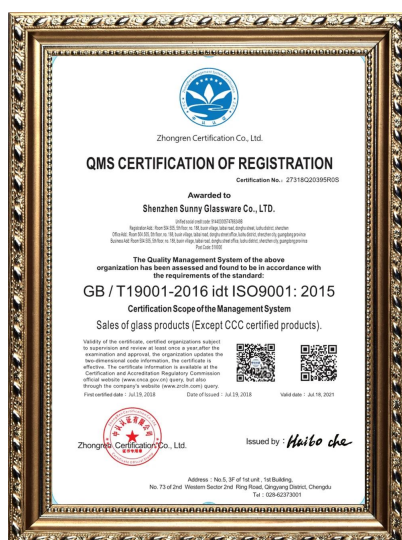 Zhongren Certification Co., Ltd.
QMS CERTIFICATION OF REGISTRATION
Certification No.: 27318Q20395R0S
Awarded to
Shenzhen Sunny Glassware Co., LTD.
The Quality Management System of the above
organization has been assessed and found to be in accordance with
the requirements of the standard:
GB / T19001-2016 idt ISO9001: 2015
Certification Scope of the Management System
Sales of glass products (Except CCC certified products).
Validity of the certificate, certified organizations subject
to supervision and review at least once a year,after the
examination and approval, the organization updates the
two-dimensional code information, the certificate is
effective. The certificate information is available at the
Certification and Accreditation Regulatory Commission
official website (www.cnca.gov.cn) query, but also
through the company's (www.zrcln.com) query.
First certified date : Jul.19, 2018
Date of Issued : Jul.19, 2018
Valid date : Jul.18, 2021
Zhongren Certification Co., Ltd.
Issued by : Haibo che
Address : No.5, 3F of 1st unit , 1st Building,
No. 73 of 2nd Western Sector 2nd Ring Road, Qingyang District, Chengdu
Tel : 028-62373001